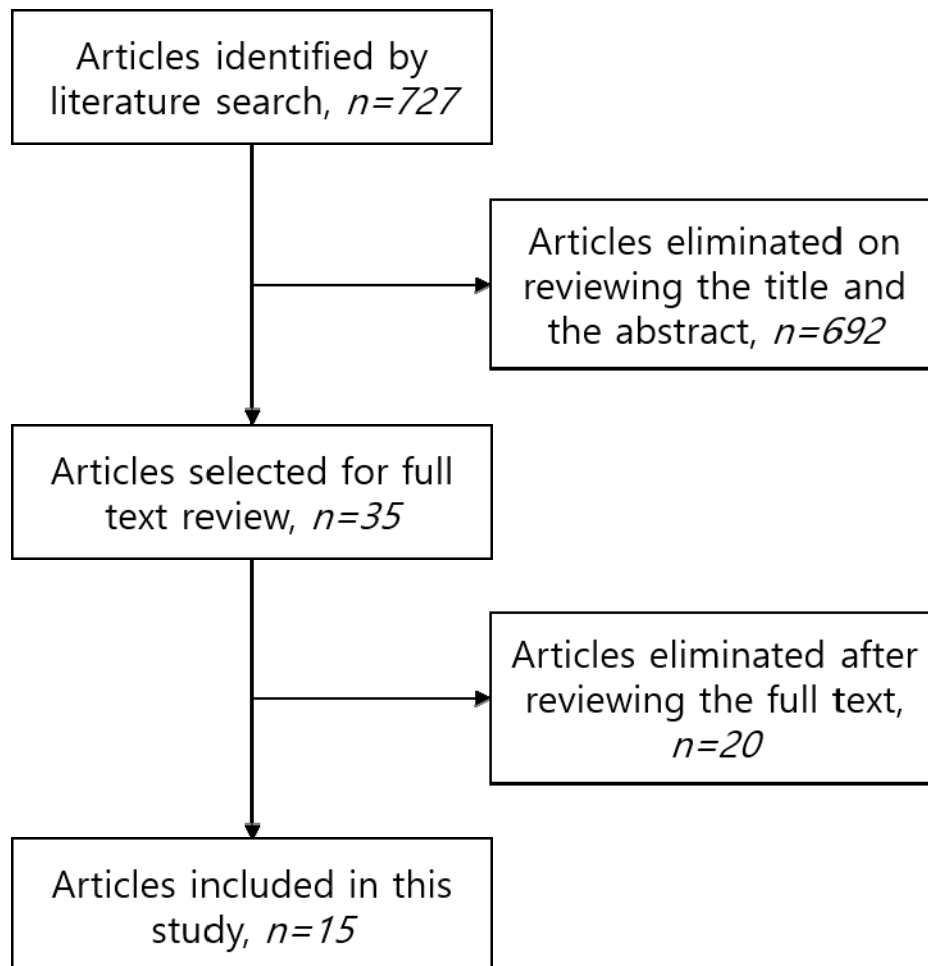 Articles identified by
literature search, n=727
Articles eliminated on
reviewing the title and
the abstract, n=692
Articles selected for full
text review, n=35
Articles eliminated after
reviewing the full text,
n=20
Articles included in this
study, n=15